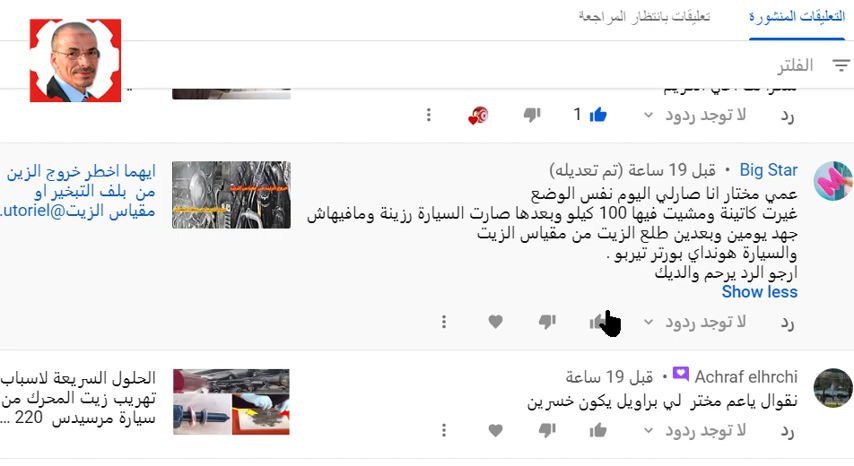 التعليقات المنشورة
تعليقات بانتظار المراجعة
الفلتر
رد
لا توجد ردود
1
Big Star • قبل 19 ساعة (تم تعديله)
عمي مختار انا صارلي اليوم نفس الوضع
غيرت كاتينة ومشيت فيها 100 كيلو وبعدها صارت السيارة رزينة ومافيهاش
جهد يومين وبعدين طلع الزيت من مقياس الزيت
والسيارة هونداي بورتر تيربو .
ارجو الرد يرحم والديك
Show less
رد
لا توجد ردود
ايهما اخطر خروج الزين
من بلف التبخير او
مقياس الزيت@utoriel...
Achraf elhrchi • قبل 19 ساعة
نقوال ياعم مختر لي براويل يكون خسرين
رد
لا توجد ردود
الحلول السريعة لاسباب
تهريب زيت المحرك من
سيارة مرسيدس 220 ...